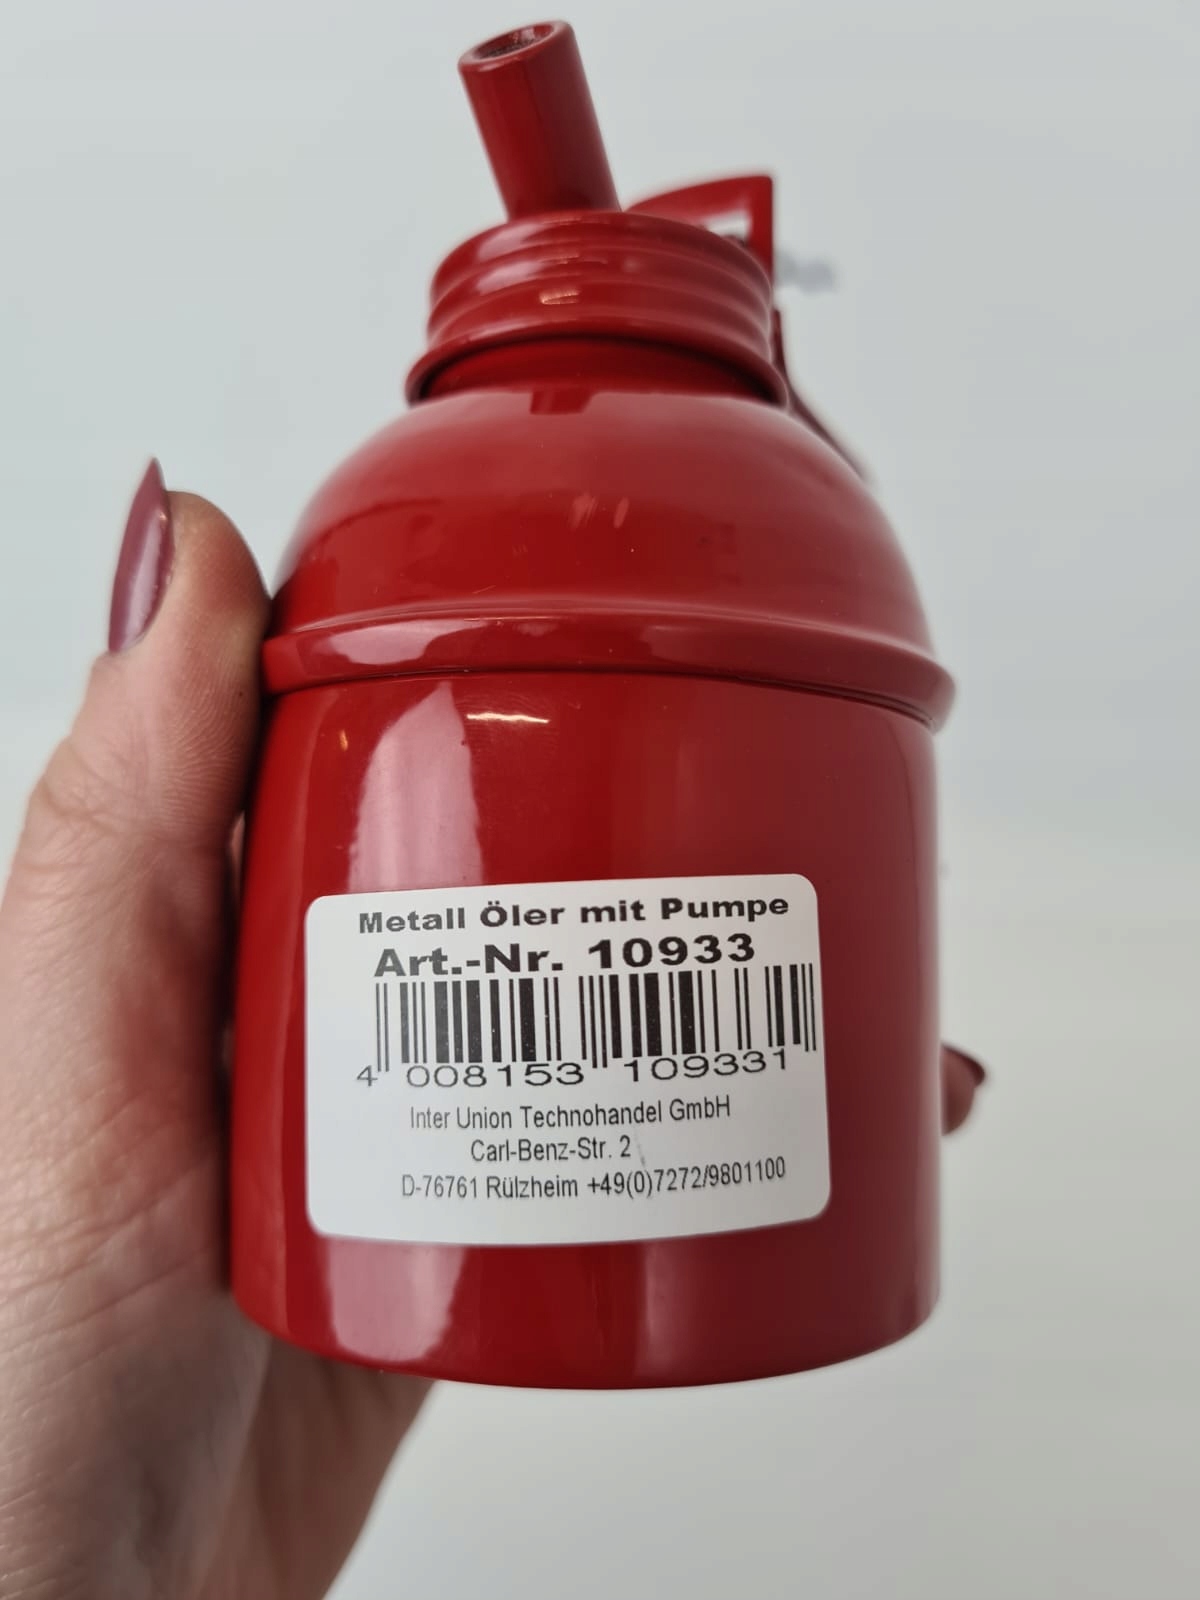 Metall Öler mit Pumpe
Art.-Nr. 10933
4 008153 109331
Inter Union Technohandel GmbH
Carl-Benz-Str. 2
D-76761 Rülzheim +49(0)7272/9801100